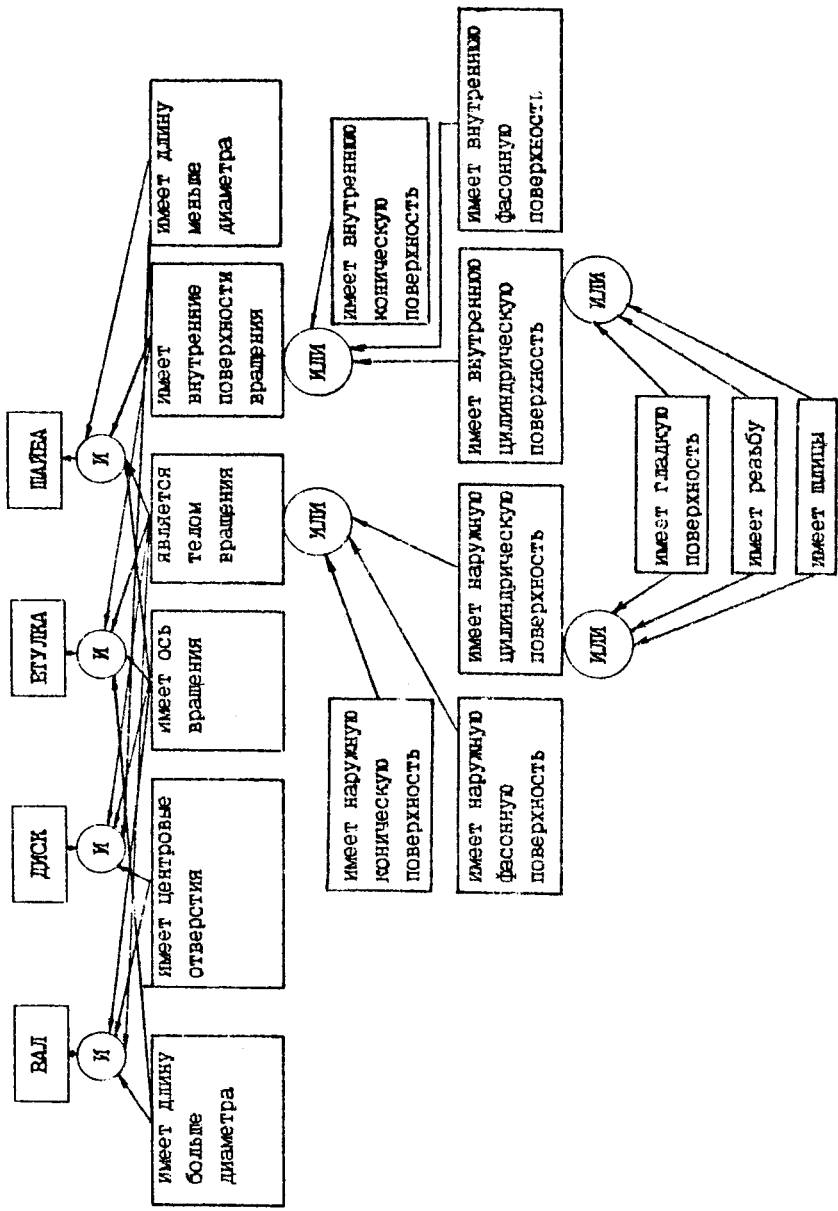 ВАЛ
ДИСК
ВТУЛКА
ШАЙБА
И
И
И
И
имеет длину
больше
диаметра
имеет центровые
отверстия
имеет ось
вращения
является
телом
вращения
имеет
внутренние
поверхности
вращения
имеет длину
меньше
диаметра
ИЛИ
ИЛИ
имеет наружную
коническую
поверхность
имеет внутреннюю
коническую
поверхность
имеет наружную
фасонную
поверхность
имеет наружную
цилиндрическую
поверхность
имеет внутреннюю
цилиндрическую
поверхность
имеет внутреннюю
фасонную
поверхность
ИЛИ
ИЛИ
имеет гладкую
поверхность
имеет резьбу
имеет шлицы